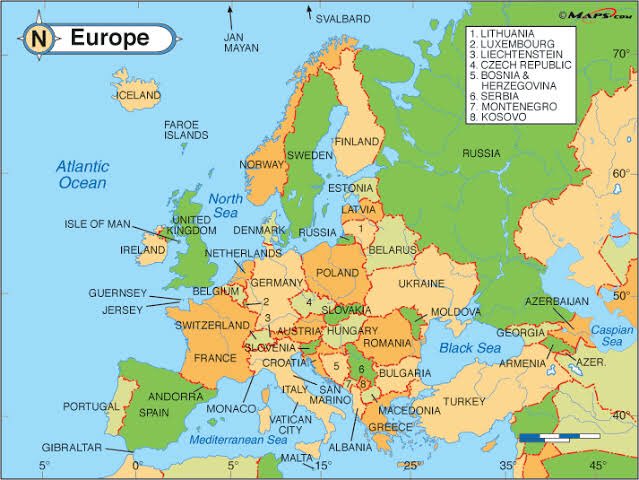 N Europe
JAN
MAYAN
SVALBARD
©MAPS.COM
70°
1. LITHUANIA
2. LUXEMBOURG
3. LIECHTENSTEIN
4 CZECH REPUBLIC
5 BOSNIA &
HERZEGOVINA
6 SERBIA
7. MONTENEGRO
8. KOSOVO
ICELAND
FAROE
ISLANDS
FINLAND
SWEDEN
RUSSIA
NORWAY
Atlantic
Ocean
60°
ESTONIA
North
Sea
LATVIA
ISLE OF MAN
UNITED
KINGDOM
DENMARK
RUSSIA
1
IRELAND
NETHERLANDS
BELARUS
BELGIUM
GERMANY
POLAND
UKRAINE
GUERNSEY
JERSEY
2
4
50°
SLOVAKIA
MOLDOVA
AZERBAIJAN
SWITZERLAND
3
AUSTRIA
HUNGARY
ROMANIA
GEORGIA
Caspian
Sea
SLOVENIA
Black Sea
FRANCE
CROATIA
5
6
BULGARIA
ARMENIA
AZER.
ANDORRA
MONACO
ITALY
SAN
MARINO
7
8
MACEDONIA
TURKEY
PORTUGAL
SPAIN
VATICAN
CITY
ALBANIA
GREECE
40°
Mediterranean Sea
GIBRALTAR
MALTA
5°
5°
15°
25°
35°
45°